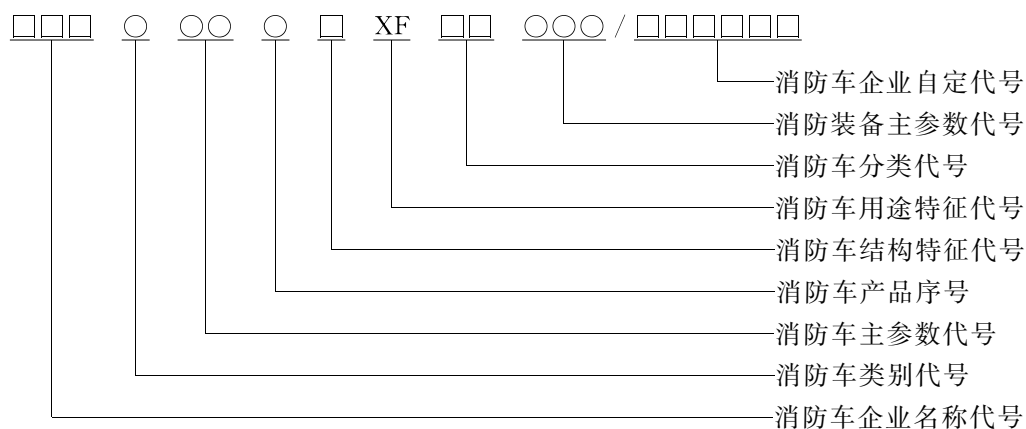 □□□ ○ ○○ ○ □ XF □□ ○○○/□□□□□□
消防车企业自定代号
消防装备主参数代号
消防车分类代号
消防车用途特征代号
消防车结构特征代号
消防车产品序号
消防车主参数代号
消防车类别代号
消防车企业名称代号